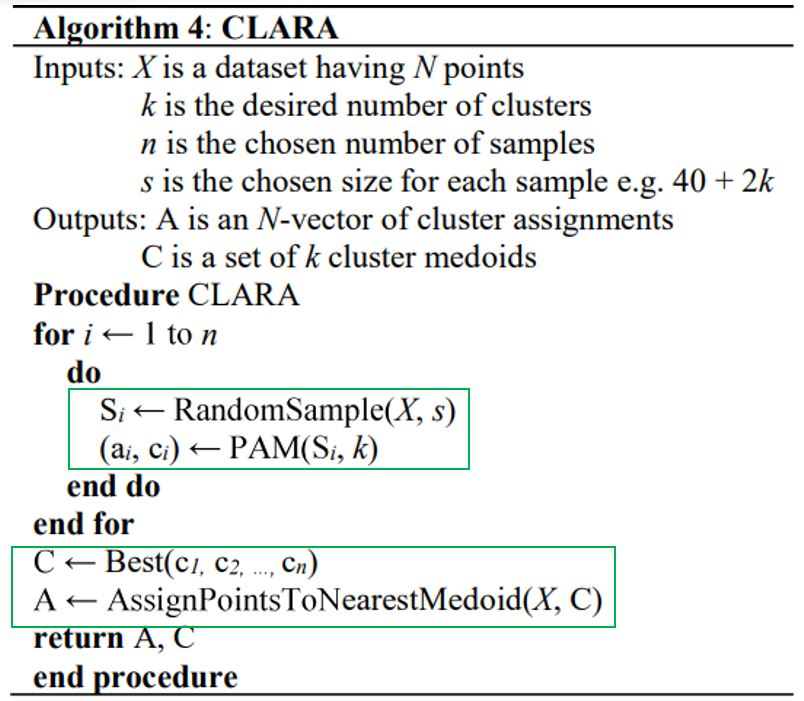 Algorithm 4: CLARA
Inputs: X is a dataset having N points
k is the desired number of clusters
n is the chosen number of samples
s is the chosen size for each sample e.g. 40 + 2k
Outputs: A is an N-vector of cluster assignments
C is a set of k cluster medoids
Procedure CLARA
for i ← 1 to n
do
Si ← RandomSample(X, s)
(ai, ci) ← PAM(Si, k)
end do
end for
C ← Best(c1, c2, ..., cn)
A ← AssignPointsToNearestMedoid(X, C)
return A, C
end procedure